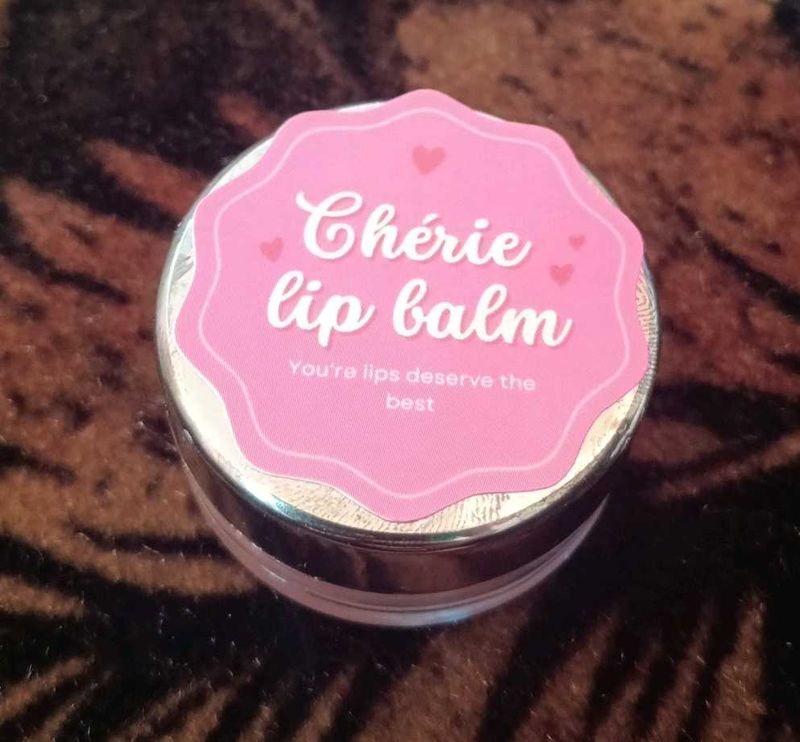 Chérie
lip balm
You're lips deserve the
best